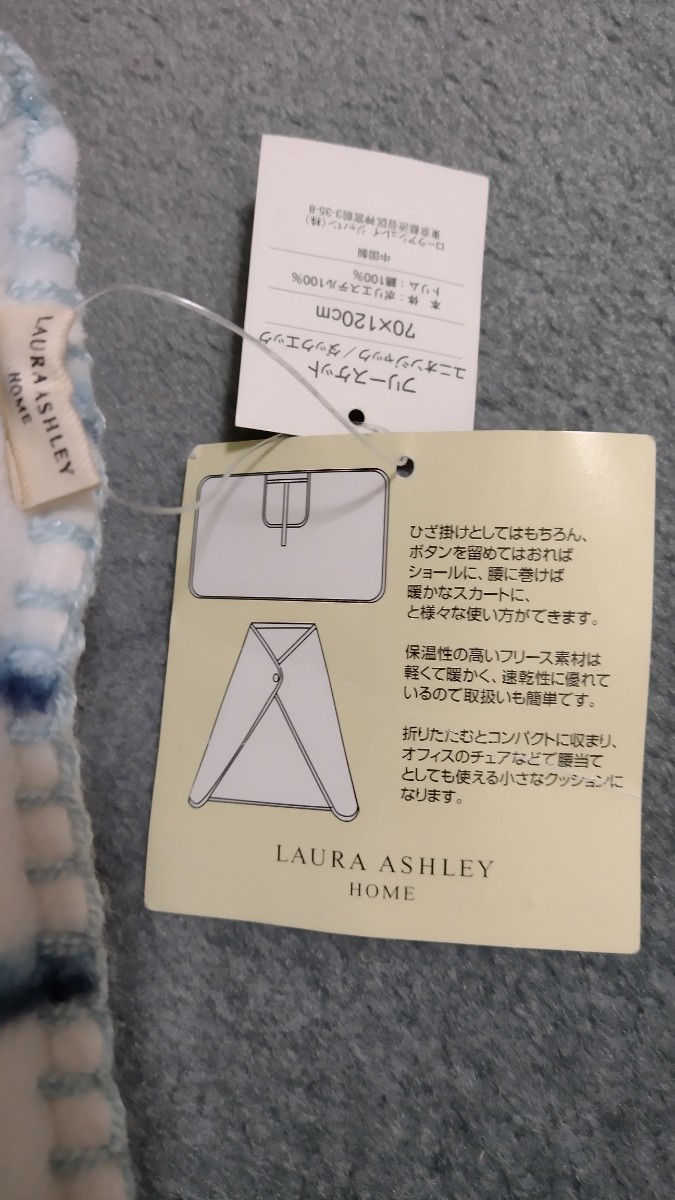 フリースケット
ユニオンジャック/ダックエッグ
70×120cm
本 体：ポリエステル100%
トリム：綿100%
中国製
ローラアシュレイ ジャパン(株)
東京都渋谷区神宮前3-35-8
LAURA ASHLEY
HOME
ひざ掛けとしてはもちろん、
ボタンを留めてはおれば
ショールに、腰に巻けば
暖かなスカートに、
と様々な使い方ができます。
保温性の高いフリース素材は
軽くて暖かく、速乾性に優れて
いるので取扱いも簡単です。
折りたたむとコンパクトに収まり、
オフィスのチェアなどで腰当て
としても使える小さなクッションに
なります。
LAURA ASHLEY
HOME